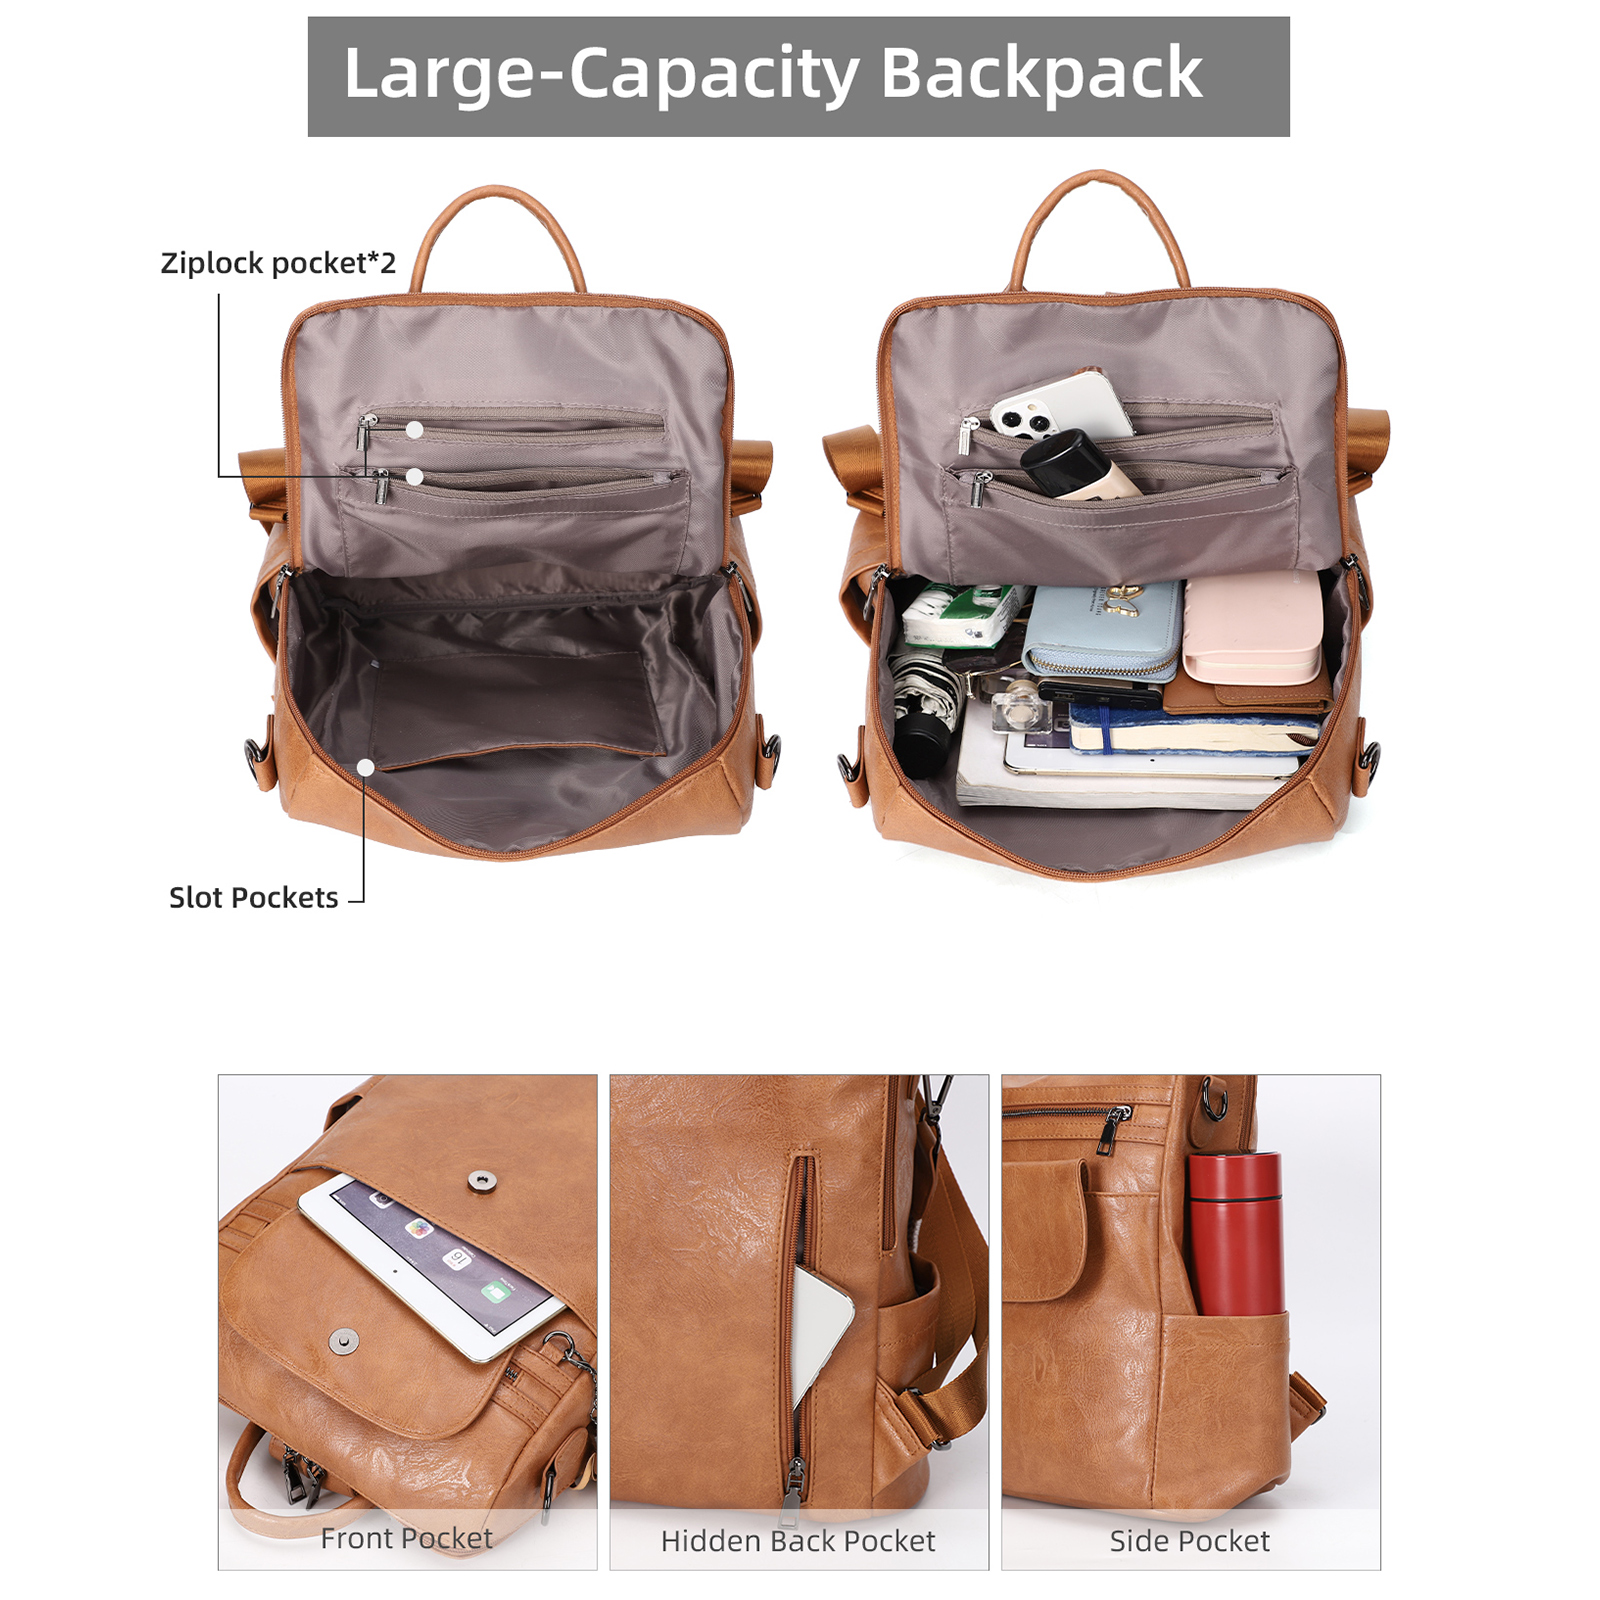 Large-Capacity Backpack
Ziplock pocket*2
Slot Pockets
Front Pocket
Hidden Back Pocket
Side Pocket